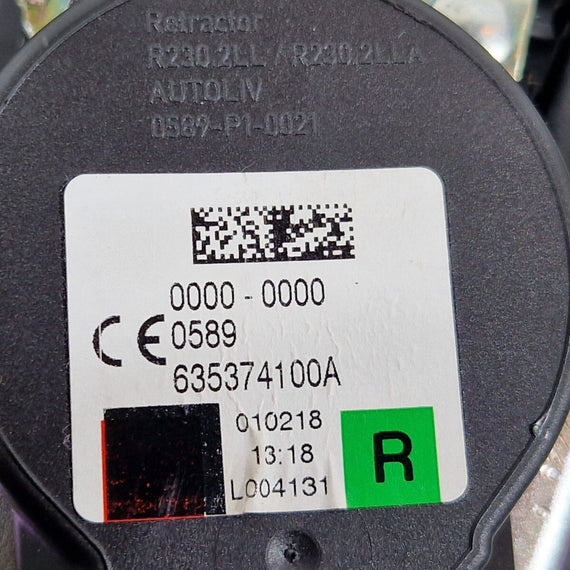 Retractor
R230.2LL / R230.2LLA
AUTOLIV
0589-P1-0021
0000 - 0000
CE 0589
635374100A
010218
13:18
L004131
R